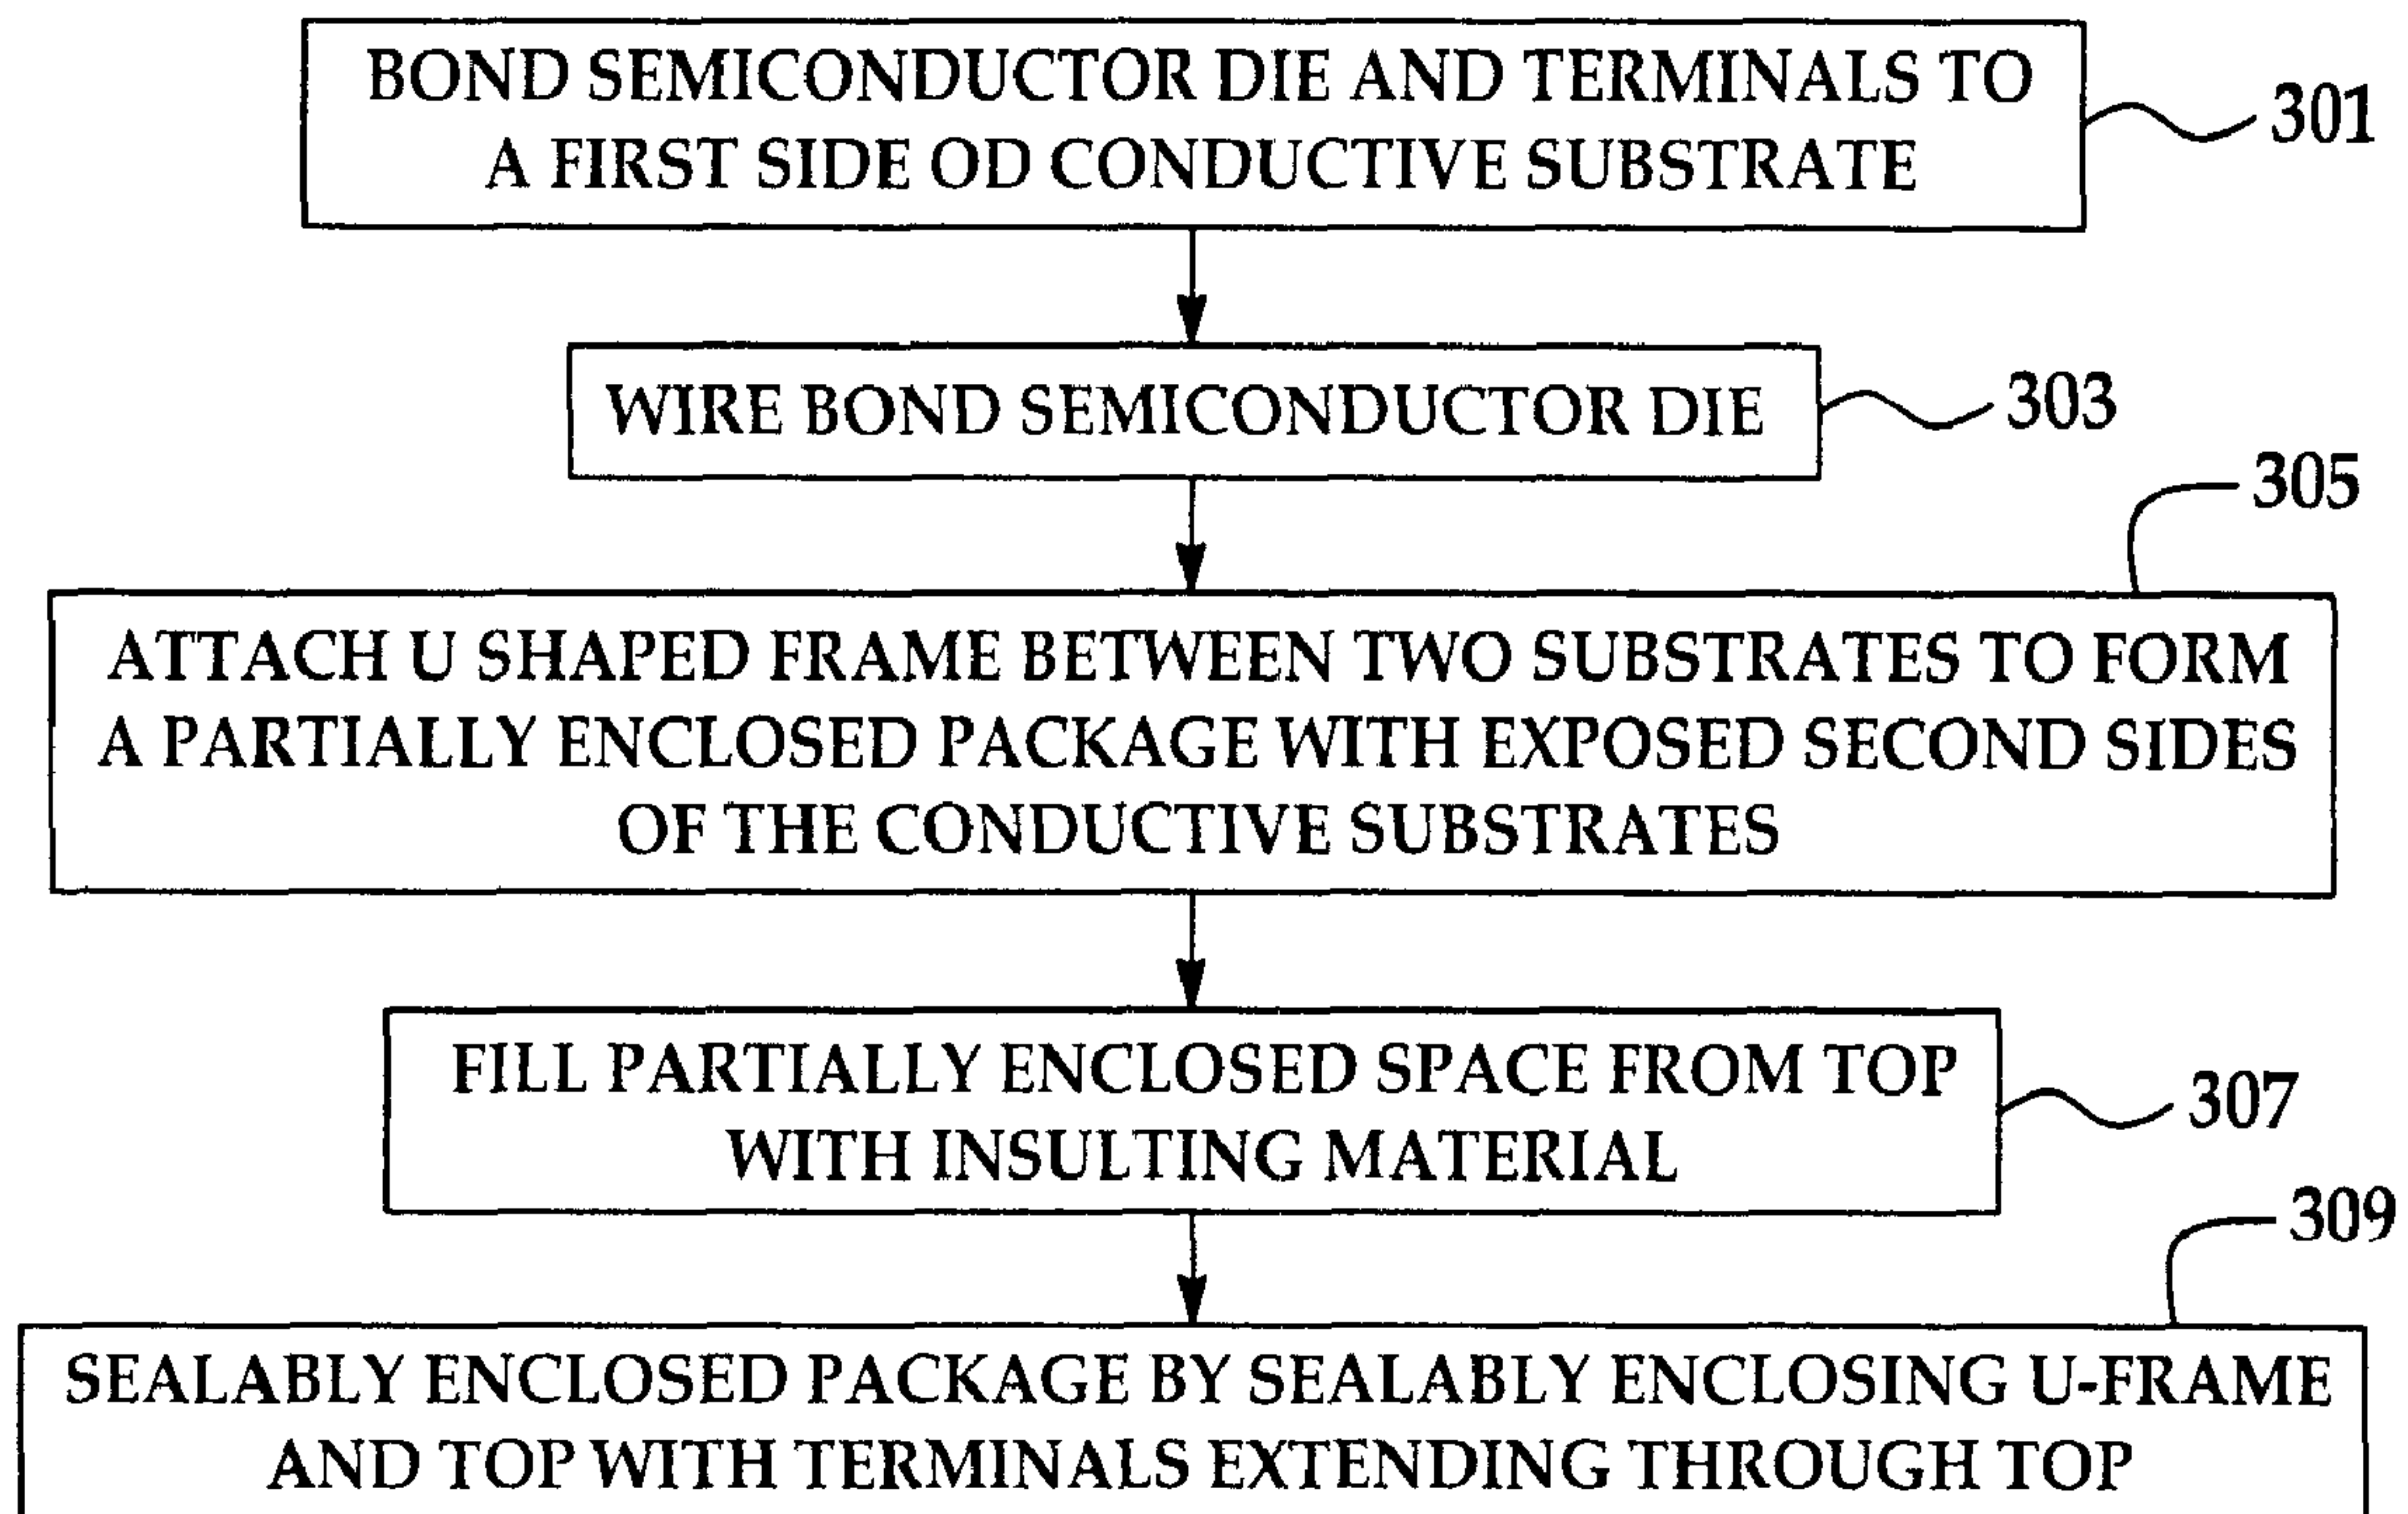 BOND SEMICONDUCTOR DIE AND TERMINALS TO
A FIRST SIDE OD CONDUCTIVE SUBSTRATE
301
WIRE BOND SEMICONDUCTOR DIE
303
305
ATTACH U SHAPED FRAME BETWEEN TWO SUBSTRATES TO FORM
A PARTIALLY ENCLOSED PACKAGE WITH EXPOSED SECOND SIDES
OF THE CONDUCTIVE SUBSTRATES
FILL PARTIALLY ENCLOSED SPACE FROM TOP
WITH INSULTING MATERIAL
307
309
SEALABLY ENCLOSED PACKAGE BY SEALABLY ENCLOSING U-FRAME
AND TOP WITH TERMINALS EXTENDING THROUGH TOP